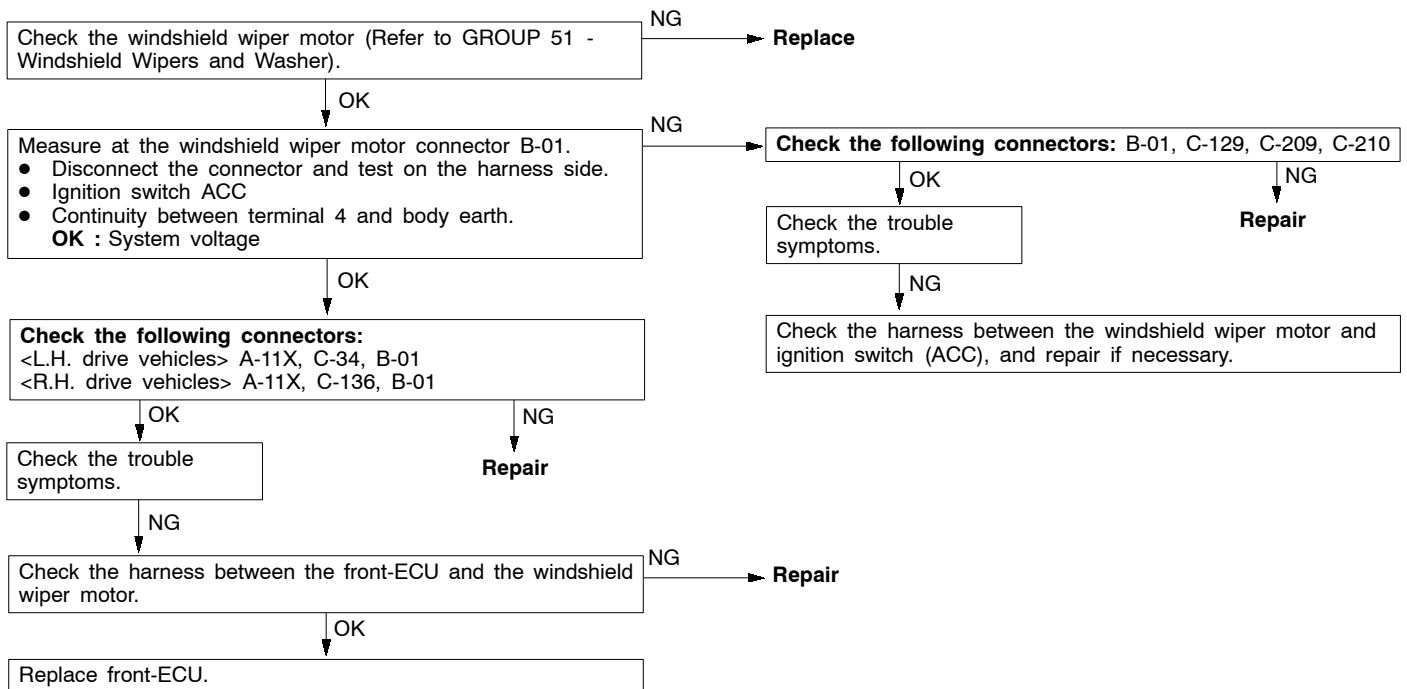 NG
Check the windshield wiper motor (Refer to GROUP 51 -
Windshield Wipers and Washer).
Replace
OK
NG
Measure at the windshield wiper motor connector B-01.
● Disconnect the connector and test on the harness side.
● Ignition switch ACC
● Continuity between terminal 4 and body earth.
OK : System voltage
Check the following connectors: B-01, C-129, C-209, C-210
OK
NG
Check the trouble
symptoms.
Repair
NG
Check the harness between the windshield wiper motor and
ignition switch (ACC), and repair if necessary.
OK
Check the following connectors:
<L.H. drive vehicles> A-11X, C-34, B-01
<R.H. drive vehicles> A-11X, C-136, B-01
OK
NG
Check the trouble
symptoms.
Repair
NG
Check the harness between the front-ECU and the windshield
wiper motor.
NG
Repair
OK
Replace front-ECU.